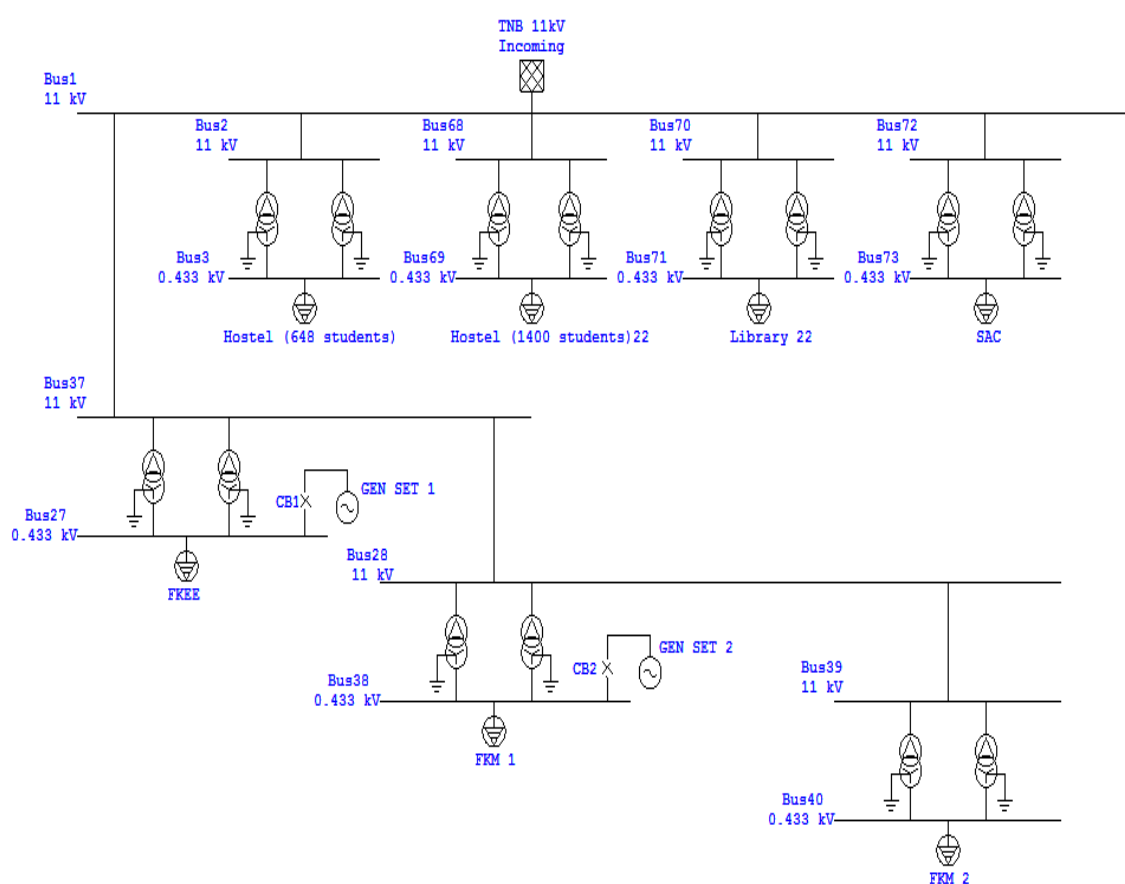 TNB 11kV
Incoming
Bus1
11 kV
Bus2
11 kV
Bus68
11 kV
Bus70
11 kV
Bus72
11 kV
Bus3
0.433 kV
Bus69
0.433 kV
Bus71
0.433 kV
Bus73
0.433 kV
Hostel (648 students)
Hostel (1400 students)22
Library 22
SAC
Bus37
11 kV
CB1
GEN SET 1
Bus27
0.433 kV
FKEE
Bus28
11 kV
CB2
GEN SET 2
Bus38
0.433 kV
FKM 1
Bus39
11 kV
Bus40
0.433 kV
FKM 2